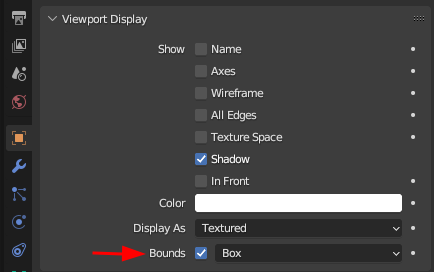 Viewport Display
Show Name
Axes
Wireframe
All Edges
Texture Space
Shadow
In Front
Color
Display As Textured
Bounds Box